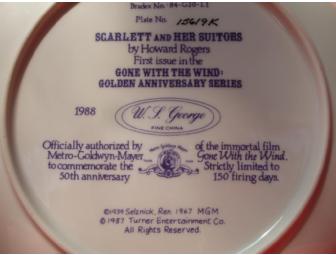 Bradex No. 84-G20-1.1
Plate No. 15619K
SCARLETT AND HER SUITORS
by Howard Rogers
First issue in the
GONE WITH THE WIND:
GOLDEN ANNIVERSARY SERIES
1988
W. S. George
FINE CHINA
Officially authorized by
Metro-Goldwyn-Mayer
to commemorate the
50th anniversary
of the immortal film
Gone With the Wind.
Strictly limited to
150 firing days.
©1939 Selznick, Ren. 1967 MGM
©1987 Turner Entertainment Co.
All Rights Reserved.